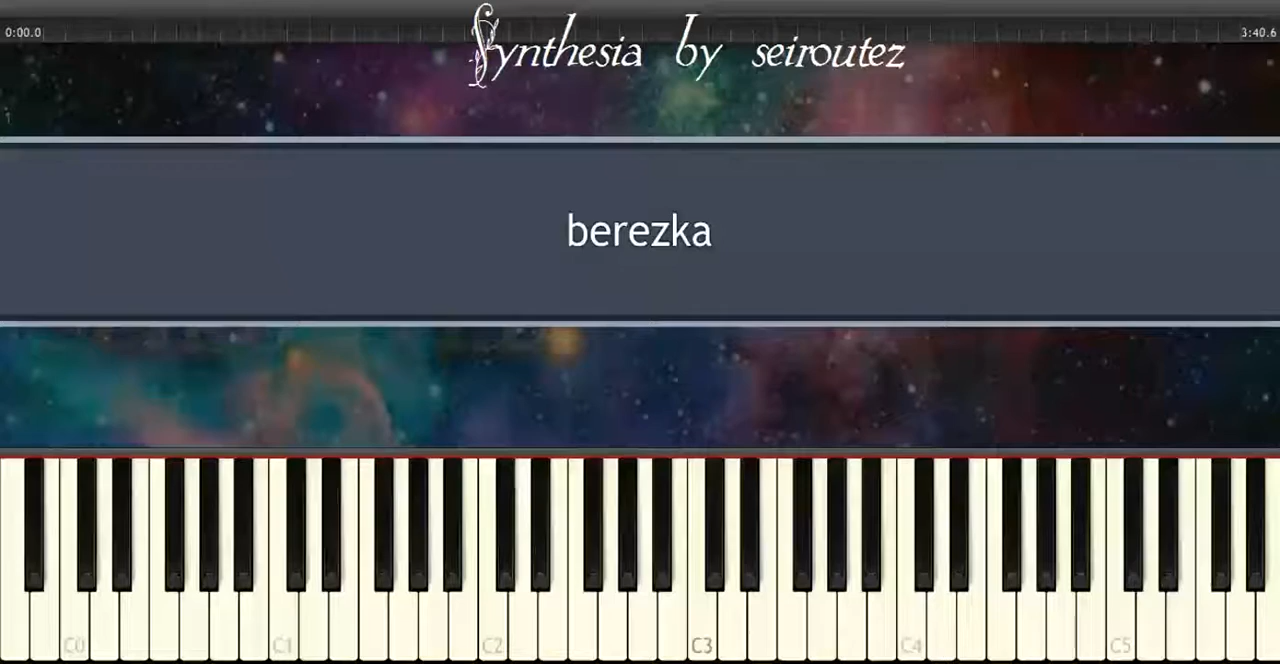 0:00.0
3:40.6
Synthesia by seiroutez
berezka
C0 C1 C2 C3 C4 C5